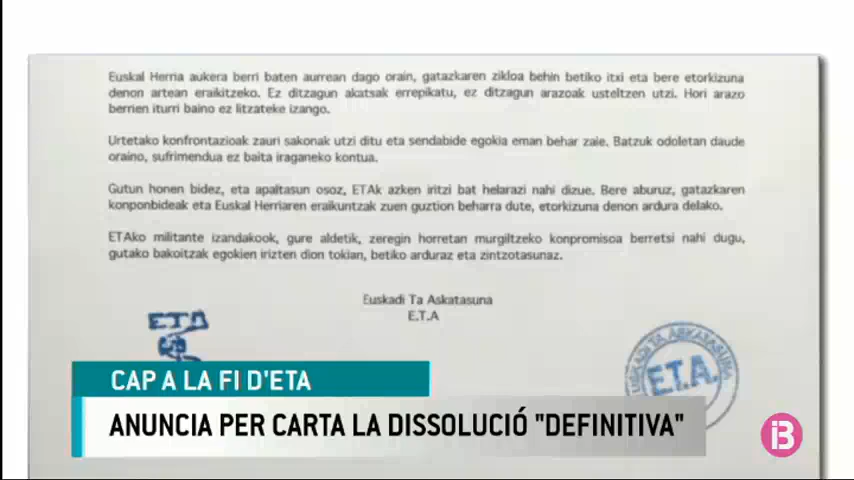 Euskal Herria aukera berri baten aurrean dago orain, gatazkaren zikloa behin betiko itxi eta bere etorkizuna
denon artean eraikitzeko. Ez ditzagun akatsak errepikatu, ez ditzagun arazoak usteltzen utzi. Hori arazo
berrien iturri baino ez litzateke izango.
Urtetako konfrontazioak zauri sakonak utzi ditu eta sendabide egokia eman behar zaie. Batzuk odoletan daude
oraino, sufrimendua ez baita iraganeko kontua.
Gutun honen bidez, eta apaltasun osoz, ETAk azken iritzi bat helarazi nahi dizue. Bere aburuz, gatazkaren
konponbideak eta Euskal Herriaren eraikuntzak zuen guztion beharra dute, etorkizuna denon ardura delako.
ETAko militante izandakook, gure aldetik, zeregin horretan murgiltzeko konpromisoa berretsi nahi dugu,
gutako bakoitzak egokien irizten dion tokian, betiko arduraz eta zintzotasunaz.
Euskadi Ta Askatasuna
E.T.A
ETA
EUSKADI TA ASKATASUNA
E.T.A.
CAP A LA FI D'ETA
ANUNCIA PER CARTA LA DISSOLUCIÓ "DEFINITIVA"
iB3